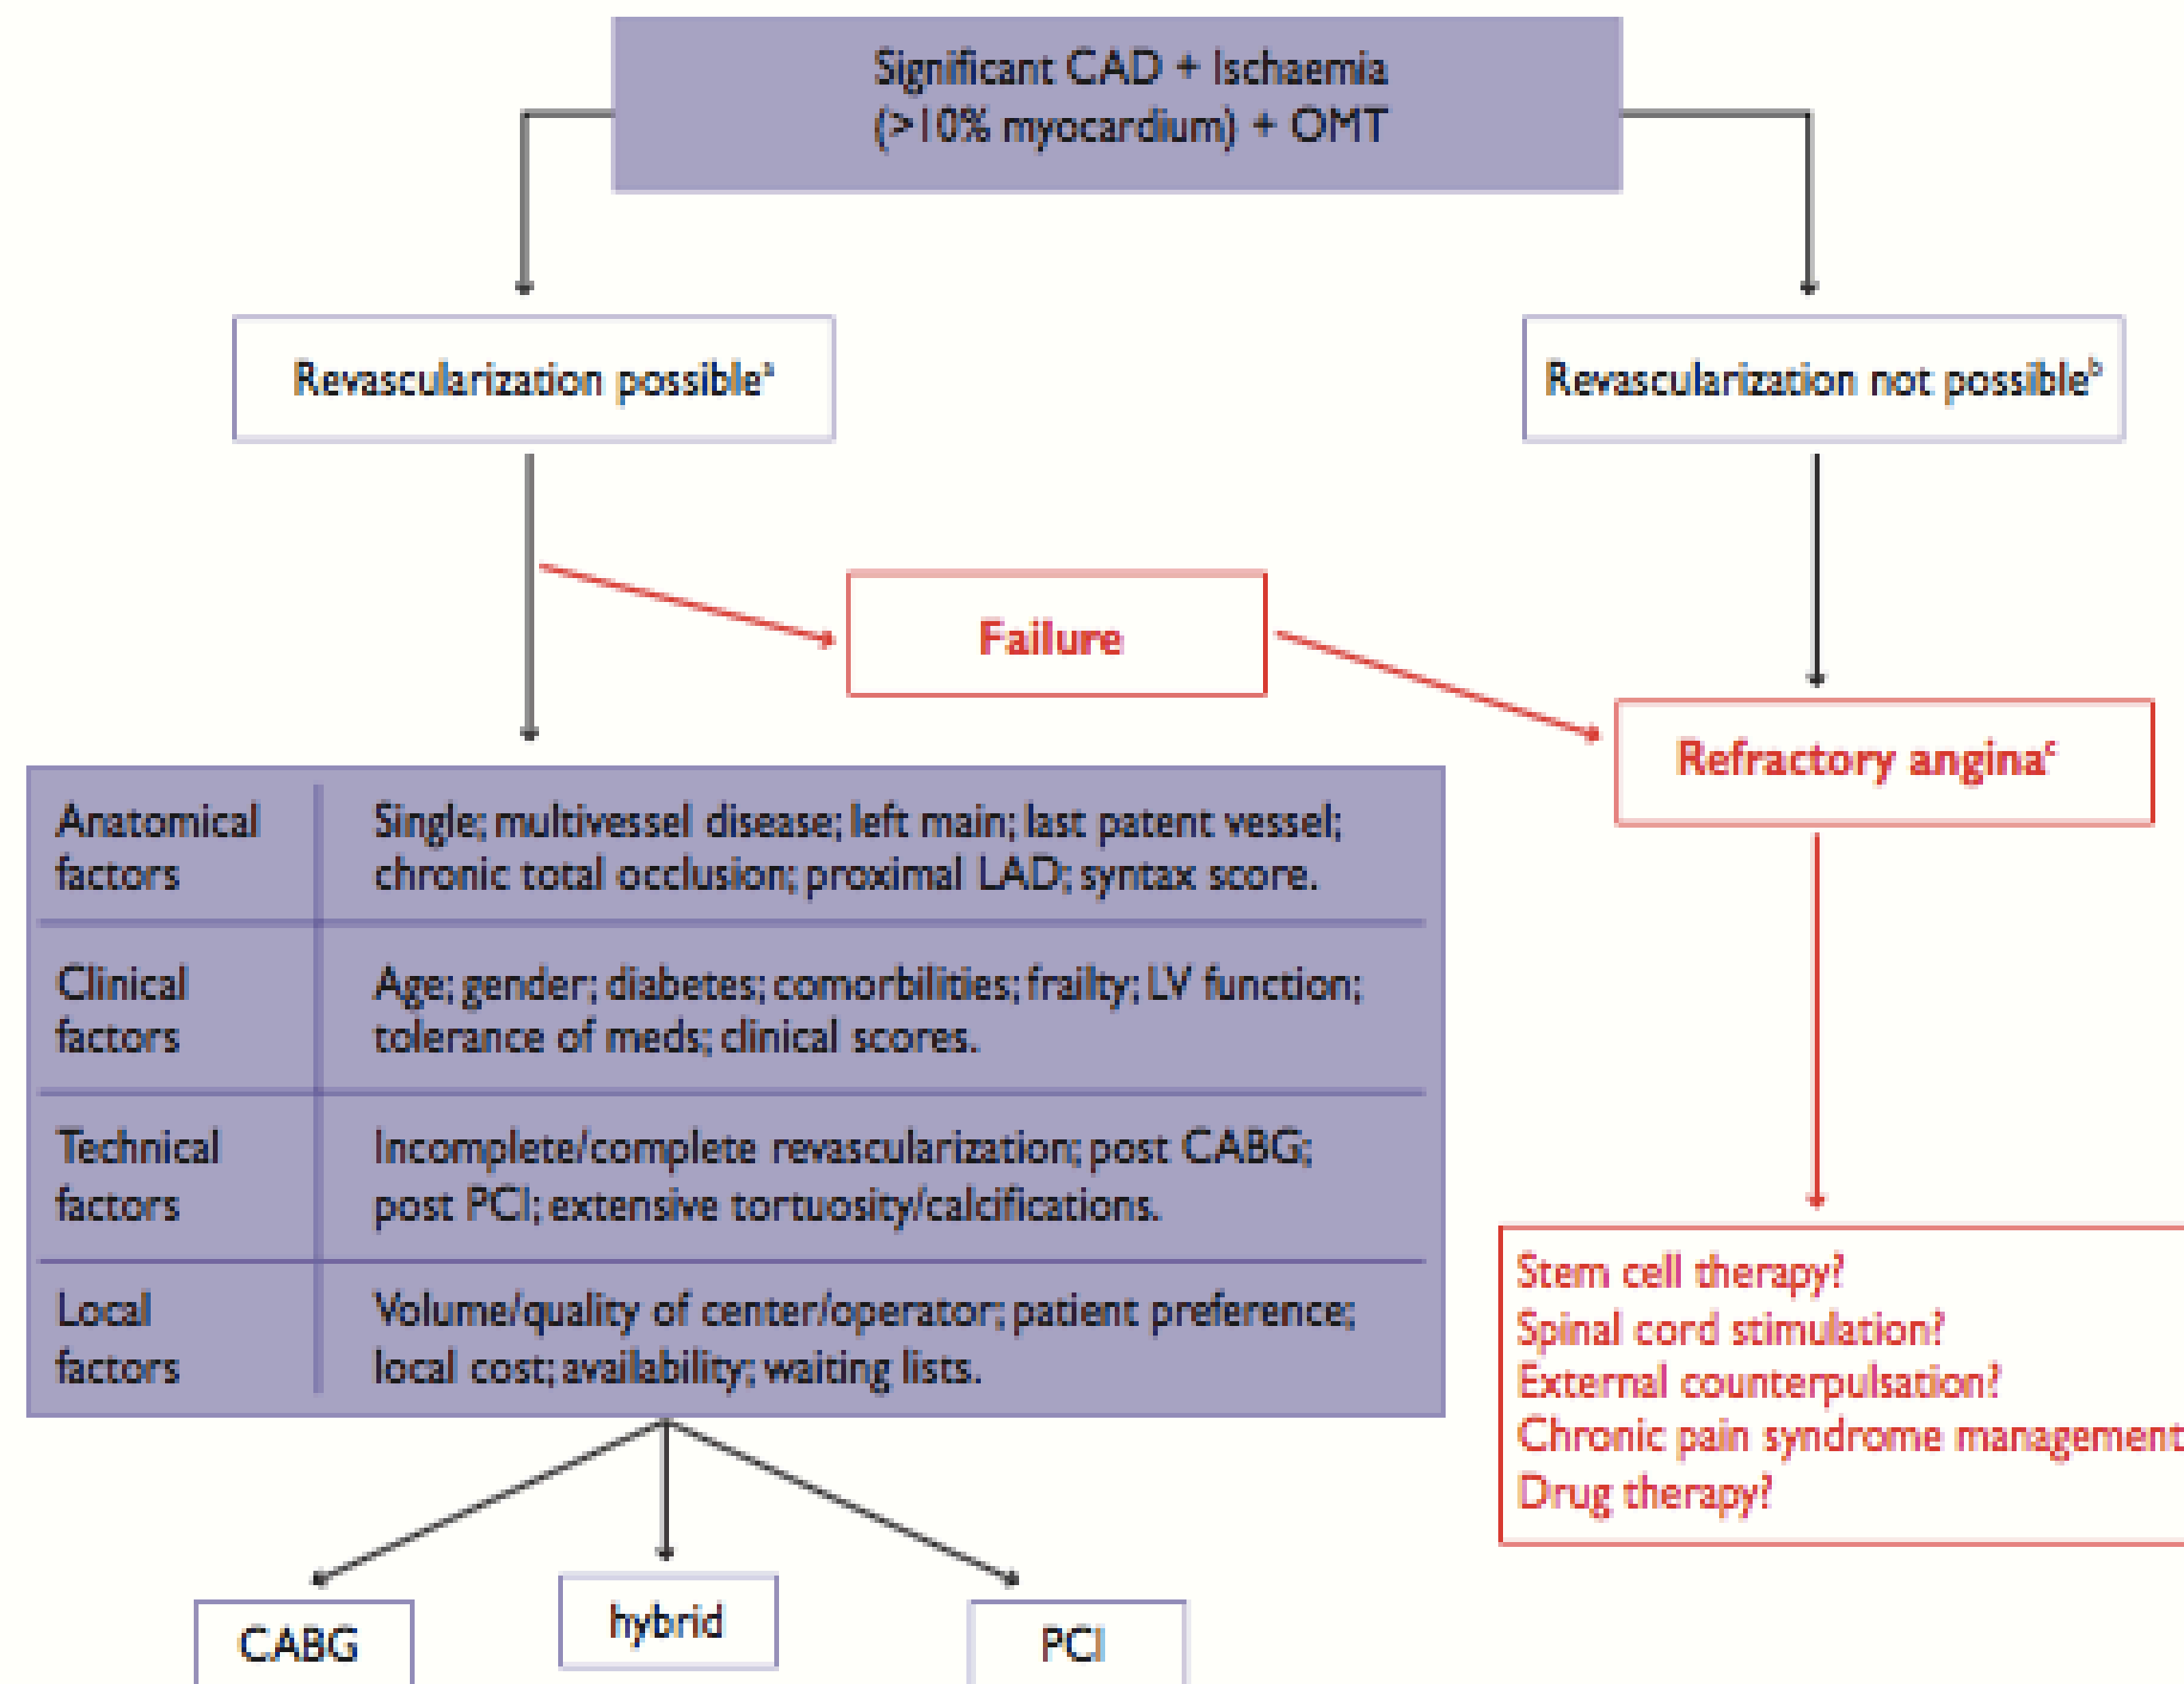 Significant CAD + Ischaemia
(>10% myocardium) + OMT
Revascularization possibleᵃ
Revascularization not possibleᵇ
Failure
Refractory anginaᶜ
Anatomical
factors
Single; multivessel disease; left main; last patent vessel;
chronic total occlusion; proximal LAD; syntax score.
Clinical
factors
Age; gender; diabetes; comorbilities; frailty; LV function;
tolerance of meds; clinical scores.
Technical
factors
Incomplete/complete revascularization; post CABG;
post PCI; extensive tortuosity/calcifications.
Local
factors
Volume/quality of center/operator; patient preference;
local cost; availability; waiting lists.
Stem cell therapy?
Spinal cord stimulation?
External counterpulsation?
Chronic pain syndrome management
Drug therapy?
CABG
hybrid
PCI